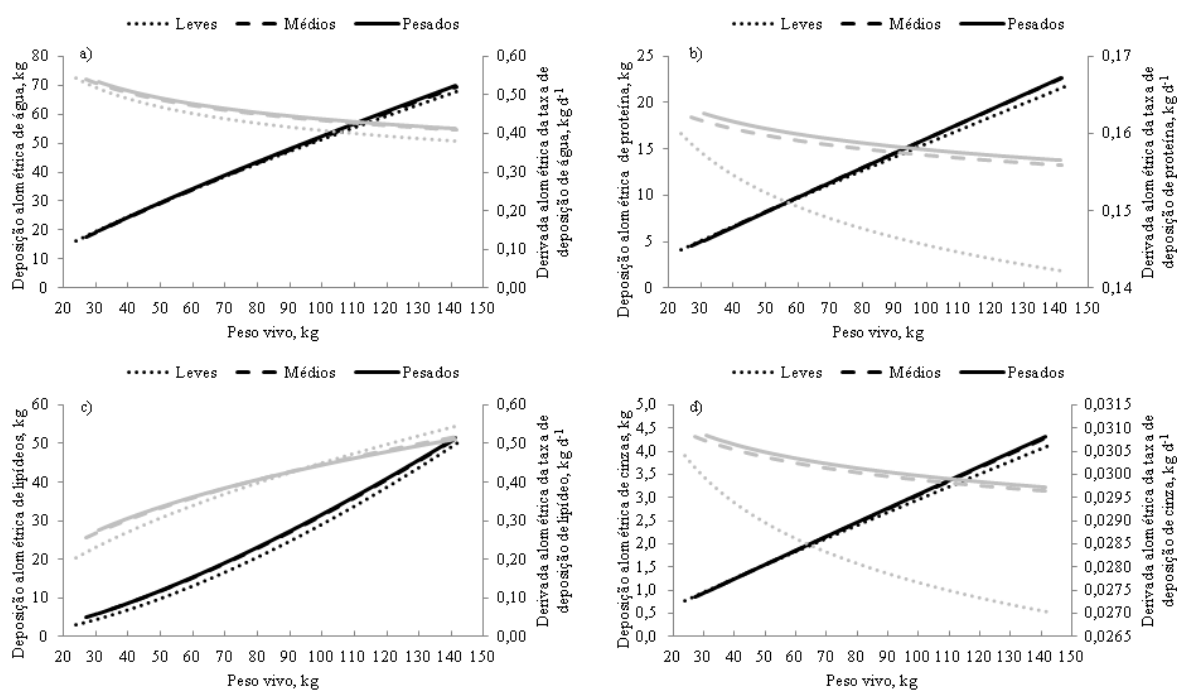 Leves Médios Pesados
a)
Deposição alométrica de água, kg
80
70
60
50
40
30
20
10
0
0,60
0,50
0,40
0,30
0,20
0,10
0,00
Derivada alométrica da taxa de
deposição de água, kg d-1
20 30 40 50 60 70 80 90 100 110 120 130 140 150
Peso vivo, kg
Leves Médios Pesados
b)
Deposição alométrica de proteína, kg
25
20
15
10
5
0
0,17
0,16
0,15
0,14
Derivada alométrica da taxa de
deposição de proteína, kg d-1
20 30 40 50 60 70 80 90 100 110 120 130 140 150
Peso vivo, kg
Leves Médios Pesados
c)
Deposição alométrica de lipídeos, kg
60
50
40
30
20
10
0
0,60
0,50
0,40
0,30
0,20
0,10
0,00
Derivada alométrica da taxa de
deposição de lipídeo, kg d-1
20 30 40 50 60 70 80 90 100 110 120 130 140 150
Peso vivo, kg
Leves Médios Pesados
d)
Deposição alométrica de cinzas, kg
5,0
4,5
4,0
3,5
3,0
2,5
2,0
1,5
1,0
0,5
0,0
0,0315
0,0310
0,0305
0,0300
0,0295
0,0290
0,0285
0,0280
0,0275
0,0270
0,0265
Derivada alométrica da taxa de
deposição de cinza, kg d-1
20 30 40 50 60 70 80 90 100 110 120 130 140 150
Peso vivo, kg